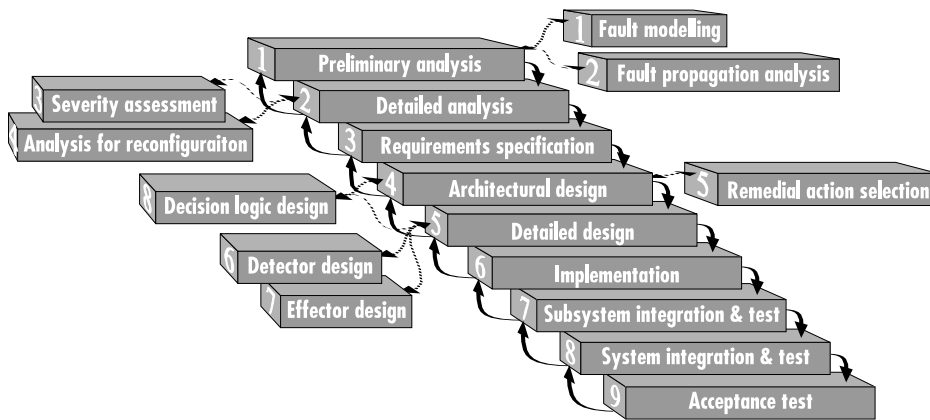 1 Fault modelling
1 Preliminary analysis
2 Fault propagation analysis
3 Severity assessment
2 Detailed analysis
Analysis for reconfiguraiton
3 Requirements specification
4 Architectural design
5 Remedial action selection
8 Decision logic design
5 Detailed design
6 Detector design
6 Implementation
7 Effector design
7 Subsystem integration & test
8 System integration & test
9 Acceptance test